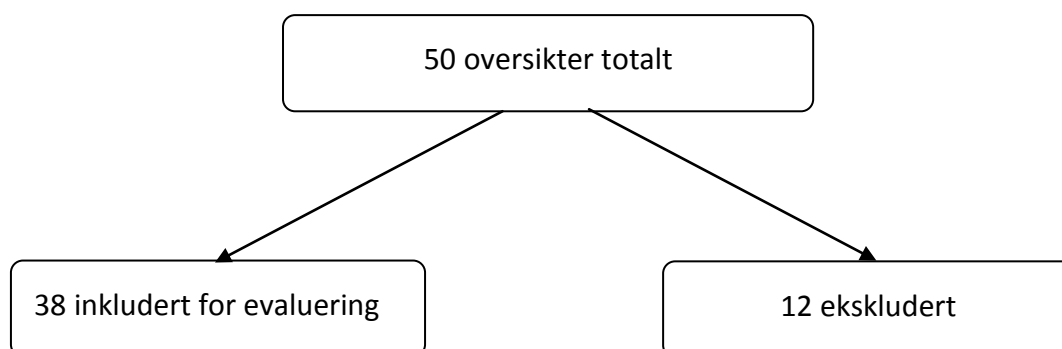 50 oversikter totalt
38 inkludert for evaluering
12 ekskludert